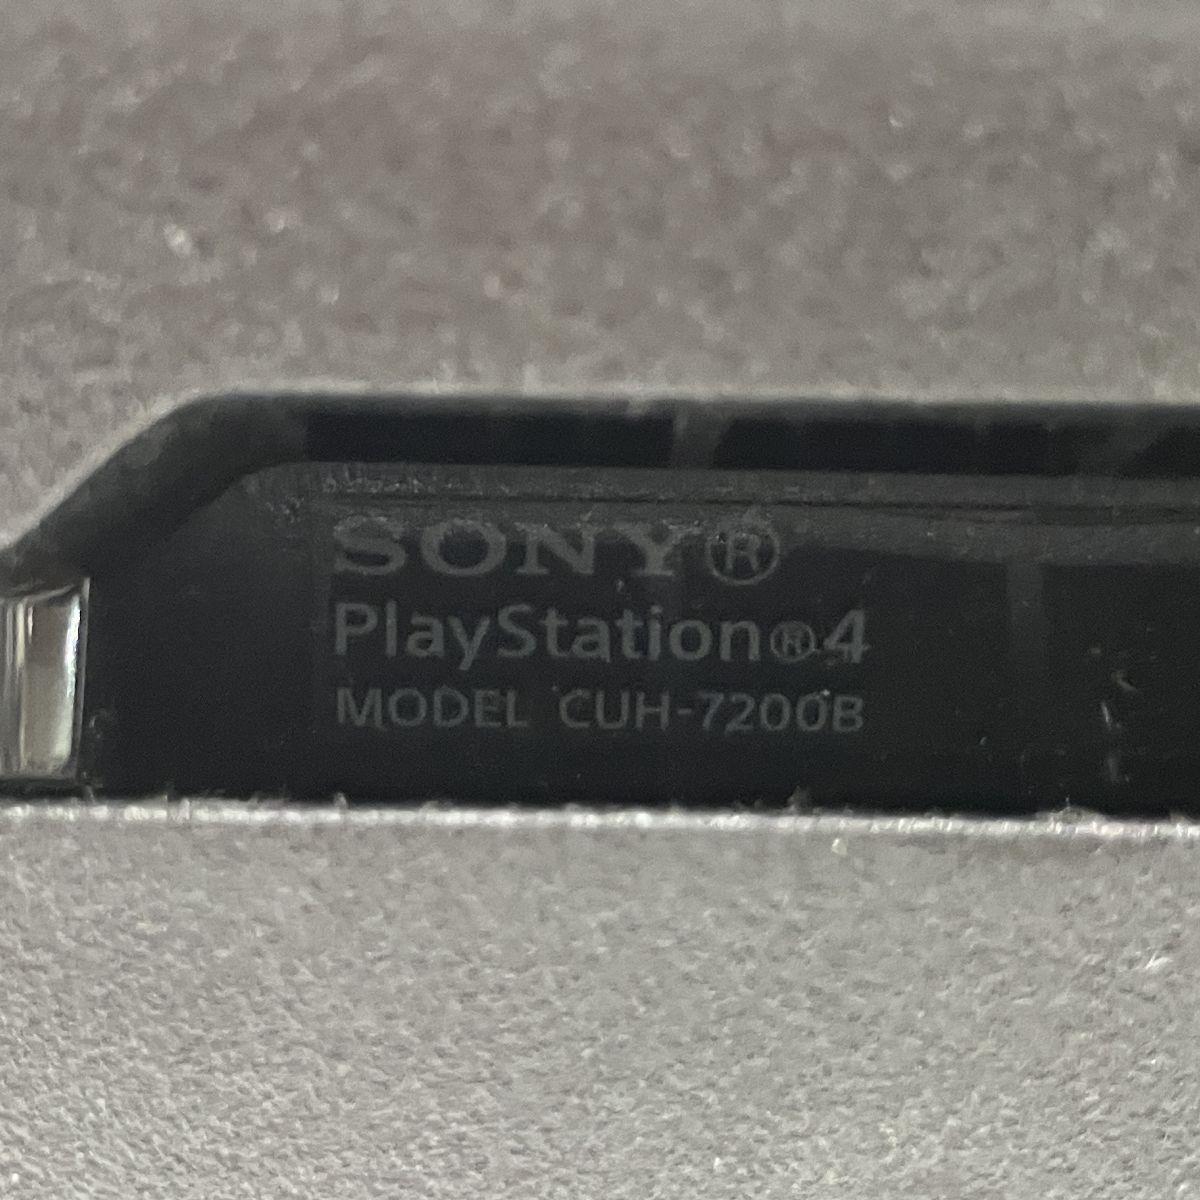 SONY®
PlayStation®4
MODEL CUH-7200B